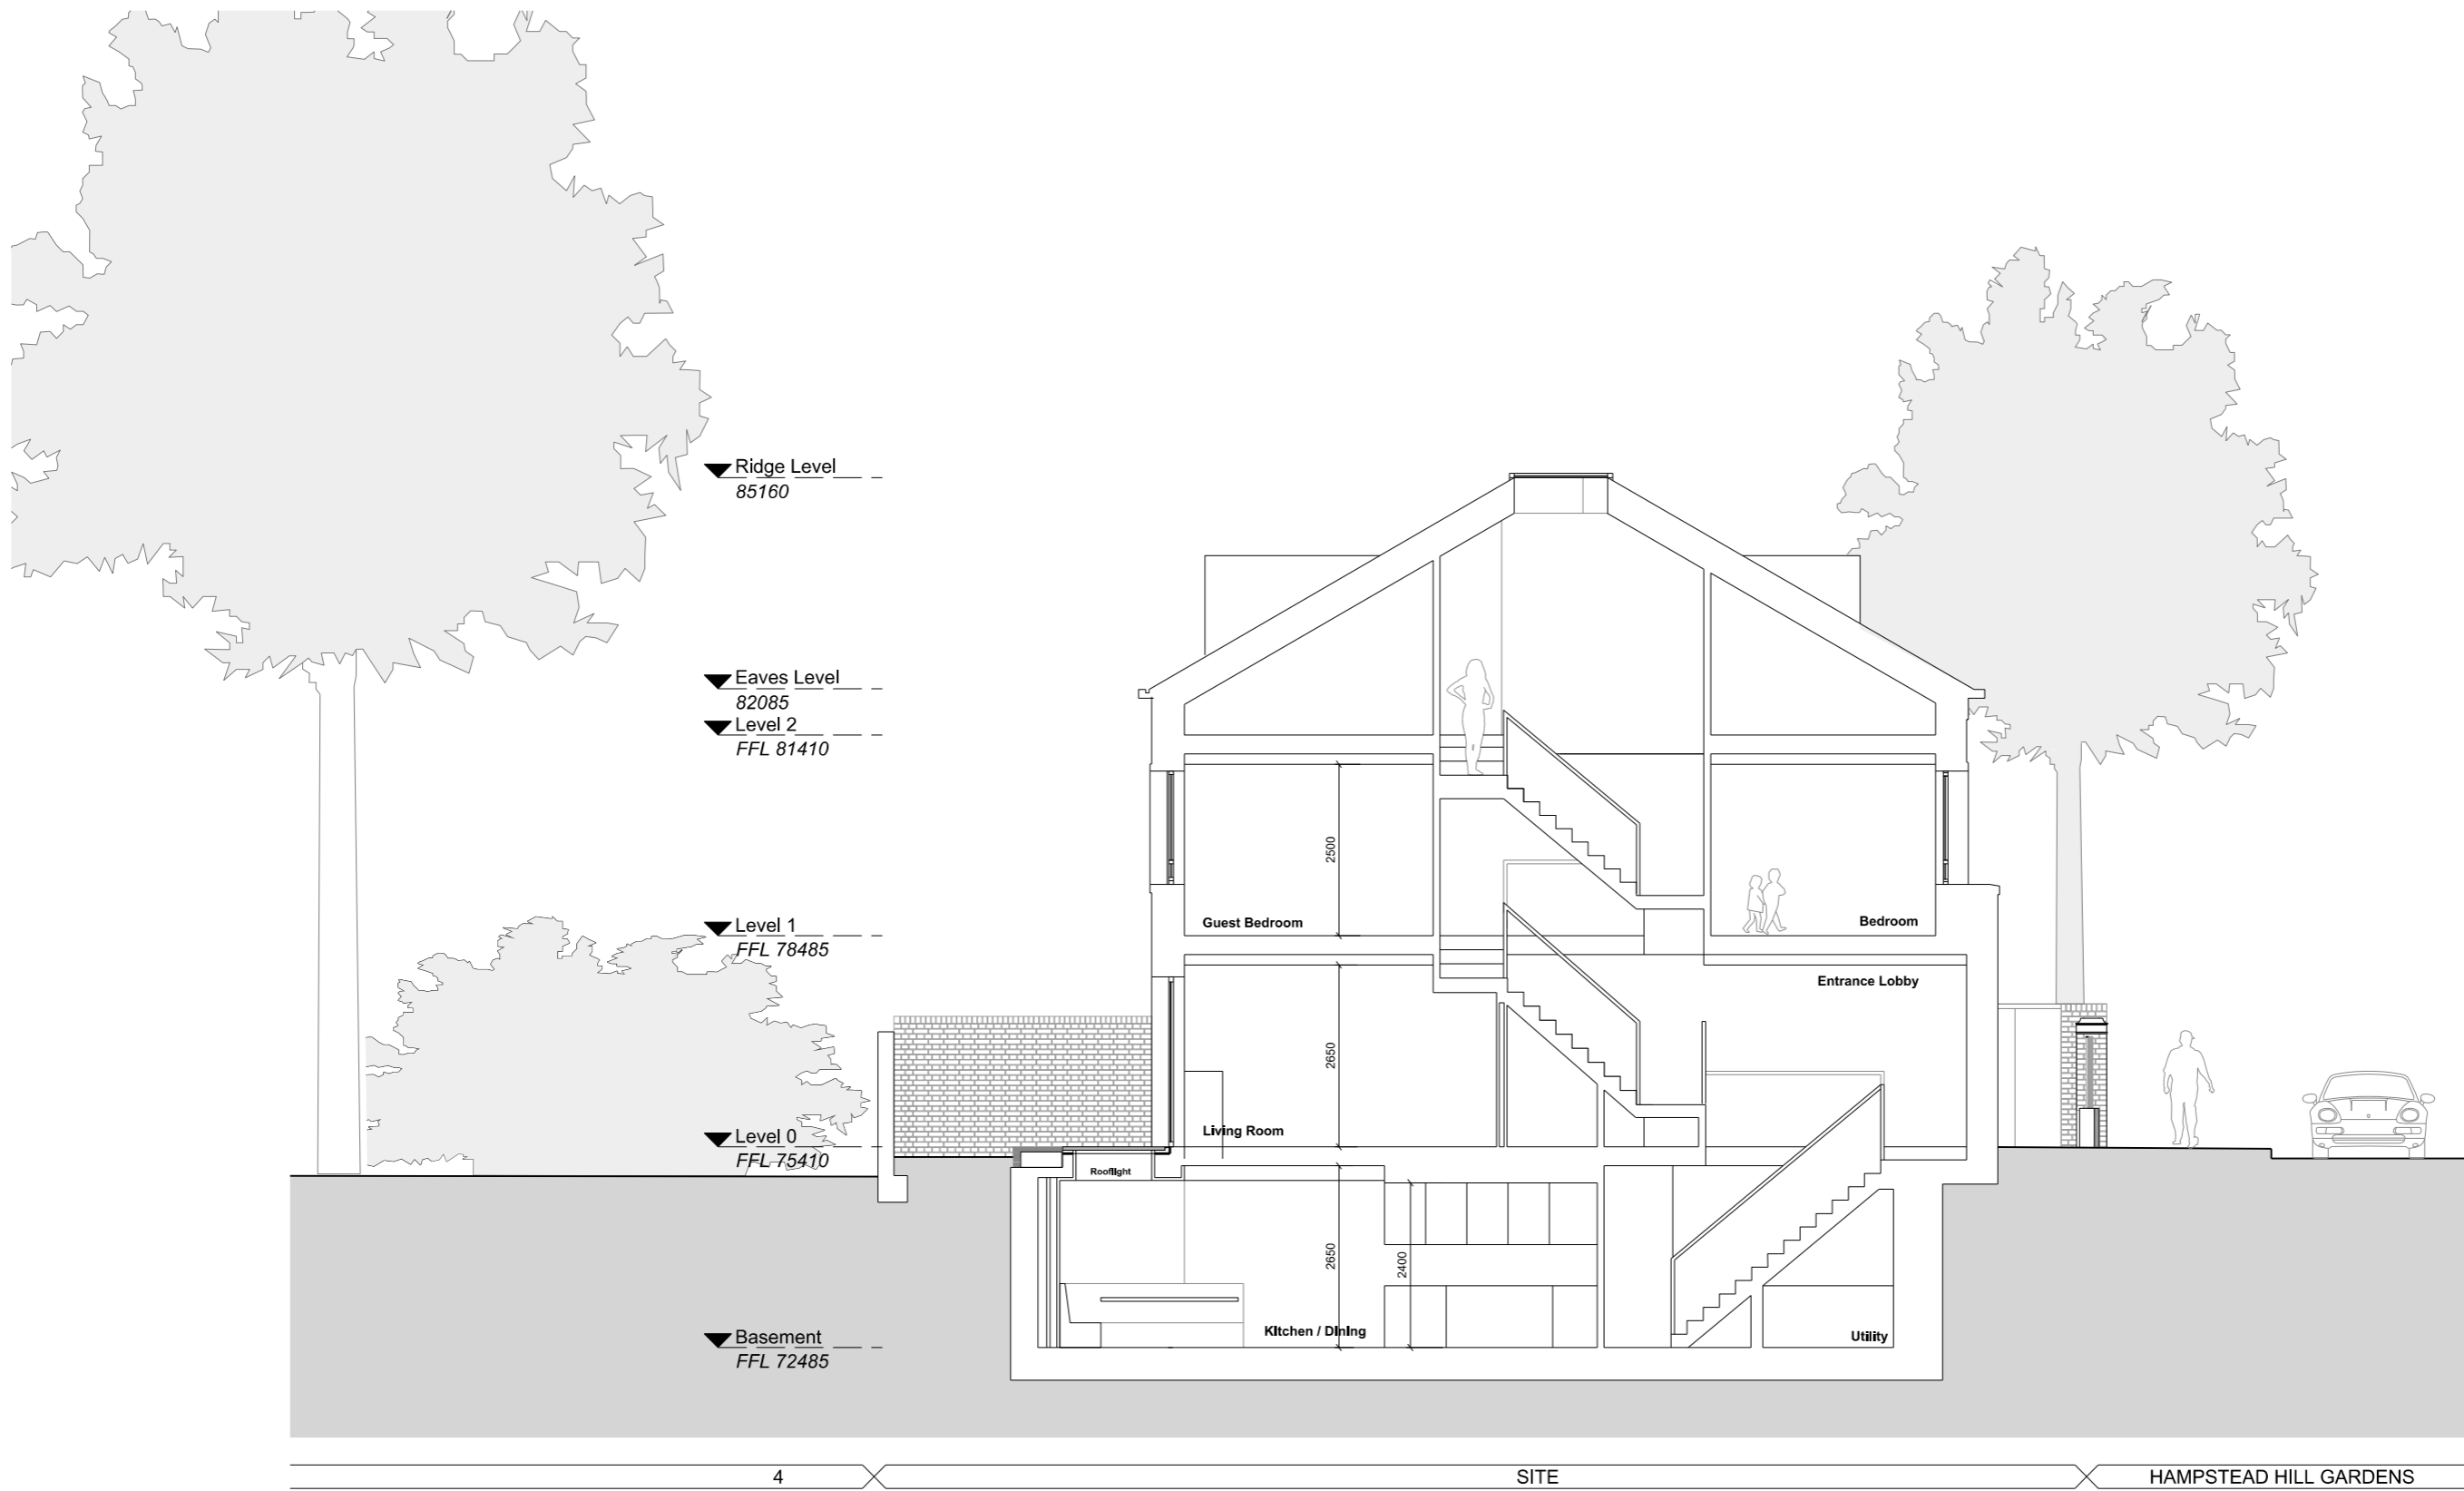 Ridge Level
85160
Eaves Level
82085
Level 2
FFL 81410
2500
Level 1
FFL 78485
Guest Bedroom
Bedroom
Entrance Lobby
2650
Level 0
FFL 75410
Living Room
Rooflight
2650
2400
Basement
FFL 72485
Kitchen / Dining
Utility
4
SITE
HAMPSTEAD HILL GARDENS